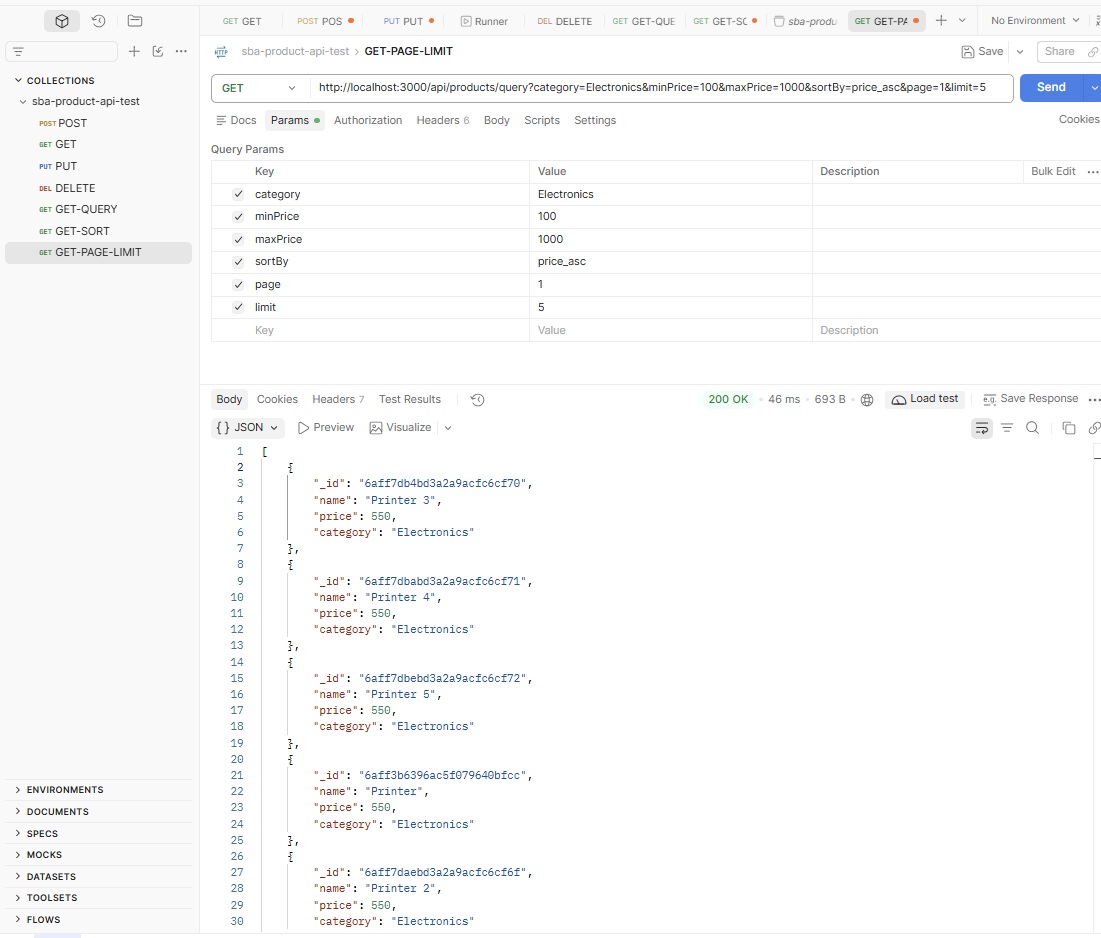 GET GET POST POS PUT PUT Runner DEL DELETE GET GET-QUE GET GET-SC sba-produ GET GET-PA No Environment
sba-product-api-test › GET-PAGE-LIMIT Save Share
COLLECTIONS
sba-product-api-test
POST POST
GET GET
PUT PUT
DEL DELETE
GET GET-QUERY
GET GET-SORT
GET GET-PAGE-LIMIT
ENVIRONMENTS
DOCUMENTS
SPECS
MOCKS
DATASETS
TOOLSETS
FLOWS
HTTP
GET http://localhost:3000/api/products/query?category=Electronics&minPrice=100&maxPrice=1000&sortBy=price_asc&page=1&limit=5 Send
Docs Params Authorization Headers 6 Body Scripts Settings Cookies
Query Params
Key Value Description Bulk Edit
category Electronics
minPrice 100
maxPrice 1000
sortBy price_asc
page 1
limit 5
Key Value Description
Body Cookies Headers 7 Test Results 200 OK 46 ms 693 B Load test e.g. Save Response
{} JSON Preview Visualize
1 [
2 {
3 "_id": "6aff7db4bd3a2a9acfc6cf70",
4 "name": "Printer 3",
5 "price": 550,
6 "category": "Electronics"
7 },
8 {
9 "_id": "6aff7dbabd3a2a9acfc6cf71",
10 "name": "Printer 4",
11 "price": 550,
12 "category": "Electronics"
13 },
14 {
15 "_id": "6aff7dbebd3a2a9acfc6cf72",
16 "name": "Printer 5",
17 "price": 550,
18 "category": "Electronics"
19 },
20 {
21 "_id": "6aff3b6396ac5f079640bfcc",
22 "name": "Printer",
23 "price": 550,
24 "category": "Electronics"
25 },
26 {
27 "_id": "6aff7daebd3a2a9acfc6cf6f",
28 "name": "Printer 2",
29 "price": 550,
30 "category": "Electronics"